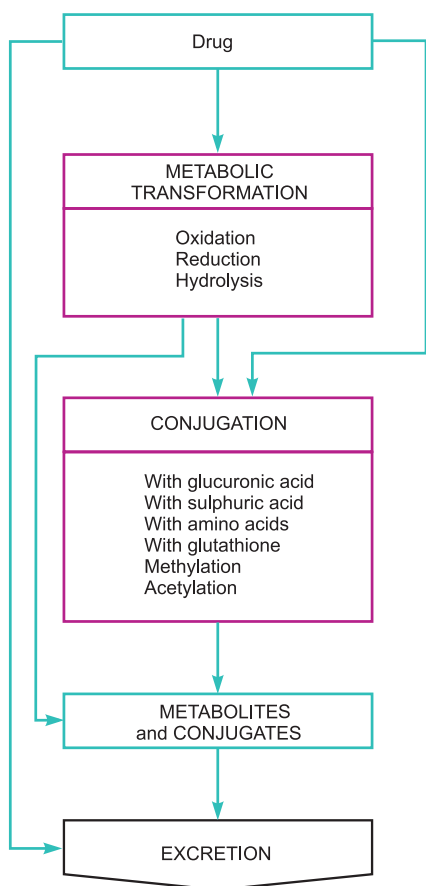 Drug
METABOLIC
TRANSFORMATION
Oxidation
Reduction
Hydrolysis
CONJUGATION
With glucuronic acid
With sulphuric acid
With amino acids
With glutathione
Methylation
Acetylation
METABOLITES
and CONJUGATES
EXCRETION